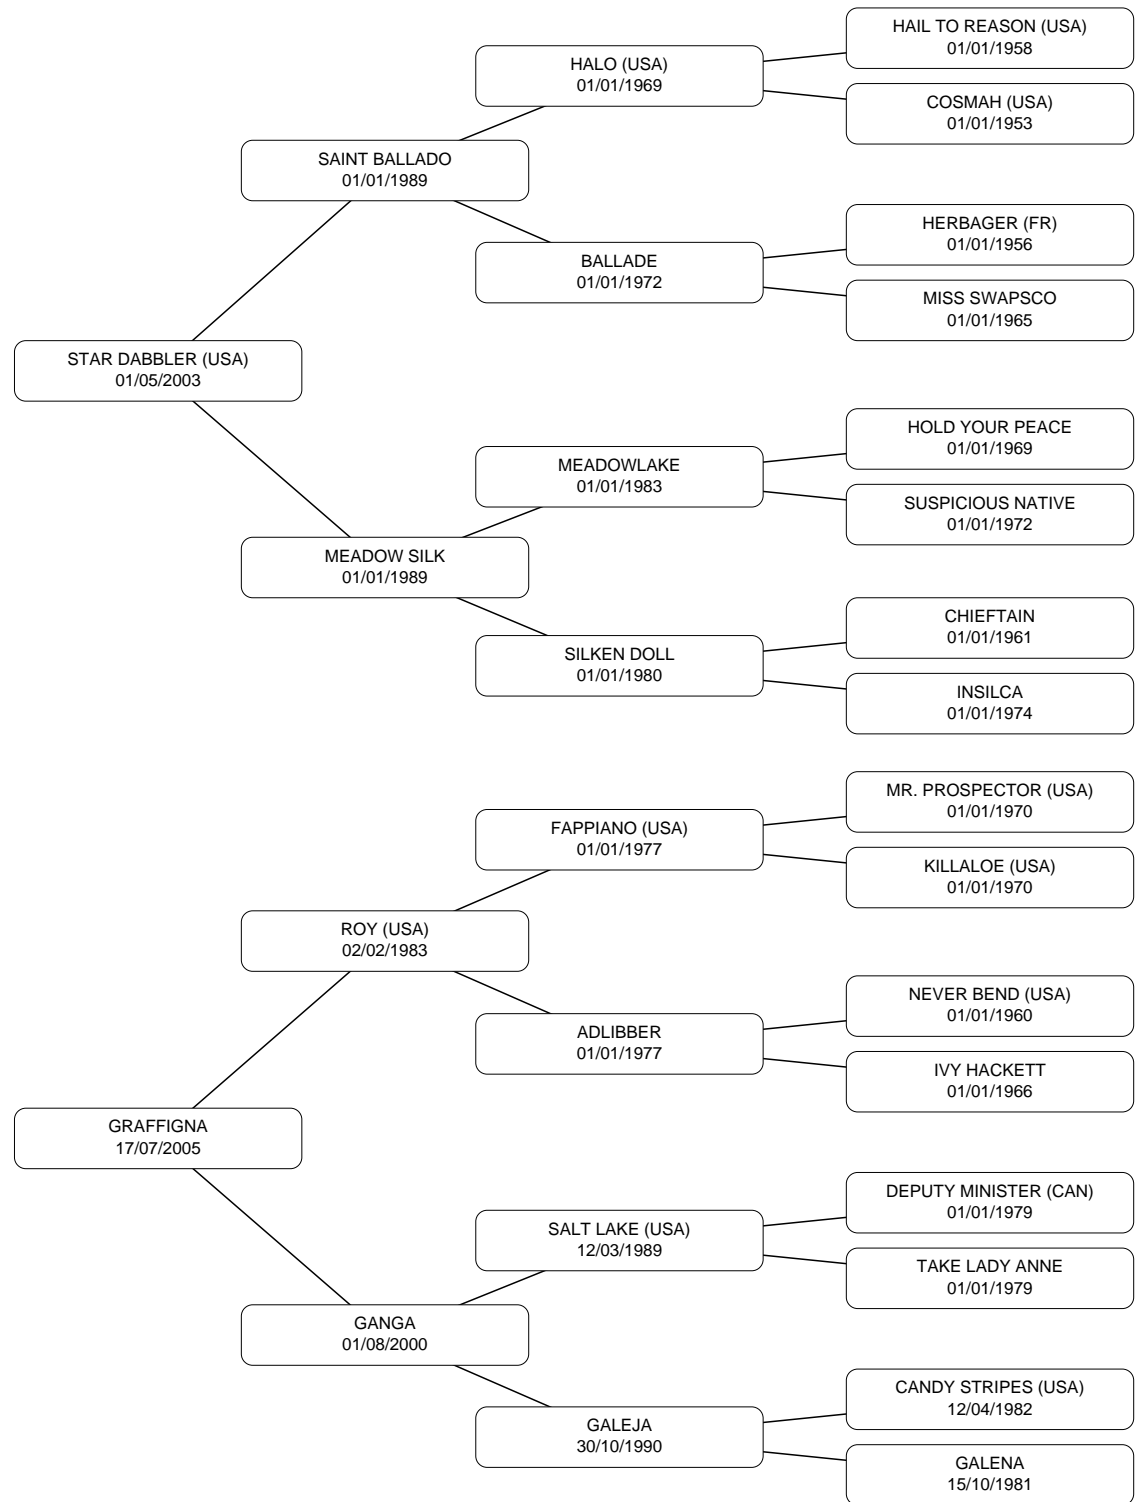 HAIL TO REASON (USA)
01/01/1958
HALO (USA)
01/01/1969
COSMAH (USA)
01/01/1953
SAINT BALLADO
01/01/1989
HERBAGER (FR)
01/01/1956
BALLADE
01/01/1972
MISS SWAPSCO
01/01/1965
STAR DABBLER (USA)
01/05/2003
HOLD YOUR PEACE
01/01/1969
MEADOWLAKE
01/01/1983
SUSPICIOUS NATIVE
01/01/1972
MEADOW SILK
01/01/1989
CHIEFTAIN
01/01/1961
SILKEN DOLL
01/01/1980
INSILCA
01/01/1974
MR. PROSPECTOR (USA)
01/01/1970
FAPPIANO (USA)
01/01/1977
KILLALOE (USA)
01/01/1970
ROY (USA)
02/02/1983
NEVER BEND (USA)
01/01/1960
ADLIBBER
01/01/1977
IVY HACKETT
01/01/1966
GRAFFIGNA
17/07/2005
DEPUTY MINISTER (CAN)
01/01/1979
SALT LAKE (USA)
12/03/1989
TAKE LADY ANNE
01/01/1979
GANGA
01/08/2000
CANDY STRIPES (USA)
12/04/1982
GALEJA
30/10/1990
GALENA
15/10/1981